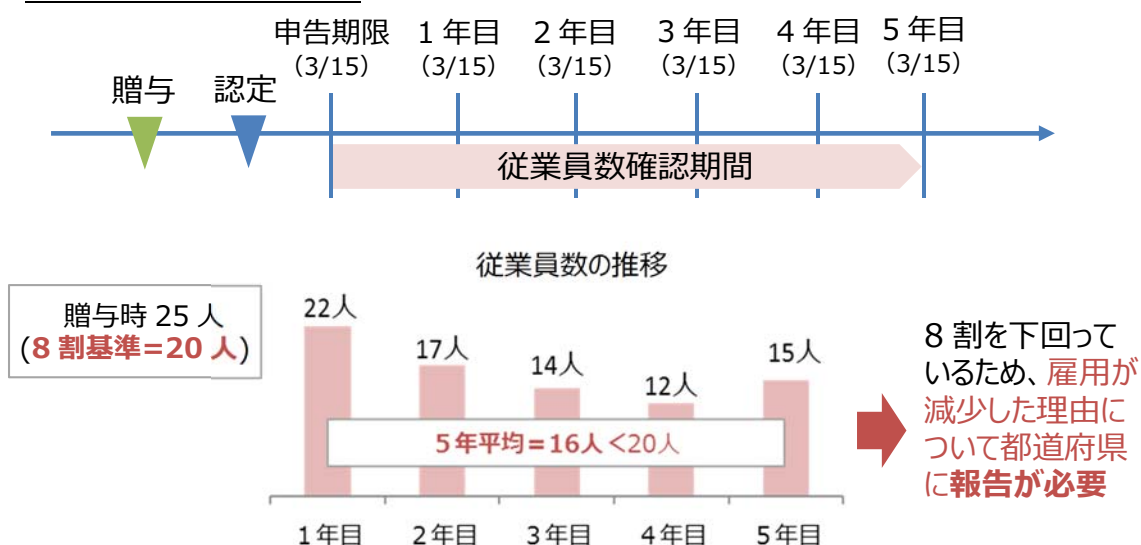 申告期限 1年目 2年目 3年目 4年目 5年目
(3/15) (3/15) (3/15) (3/15) (3/15) (3/15)
贈与 認定
従業員数確認期間
従業員数の推移
贈与時 25 人
(8 割基準=20 人)
22人
17人
14人
12人
15人
5年平均=16人<20人
8 割を下回って
いるため、雇用が
減少した理由に
ついて都道府県
に報告が必要
1年目 2年目 3年目 4年目 5年目